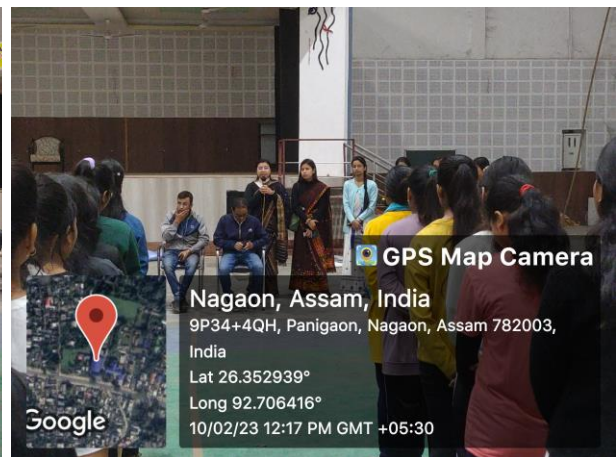 GPS Map Camera
Nagaon, Assam, India
9P34+4QH, Panigaon, Nagaon, Assam 782003,
India
Lat 26.352939°
Long 92.706416°
10/02/23 12:17 PM GMT +05:30
Google